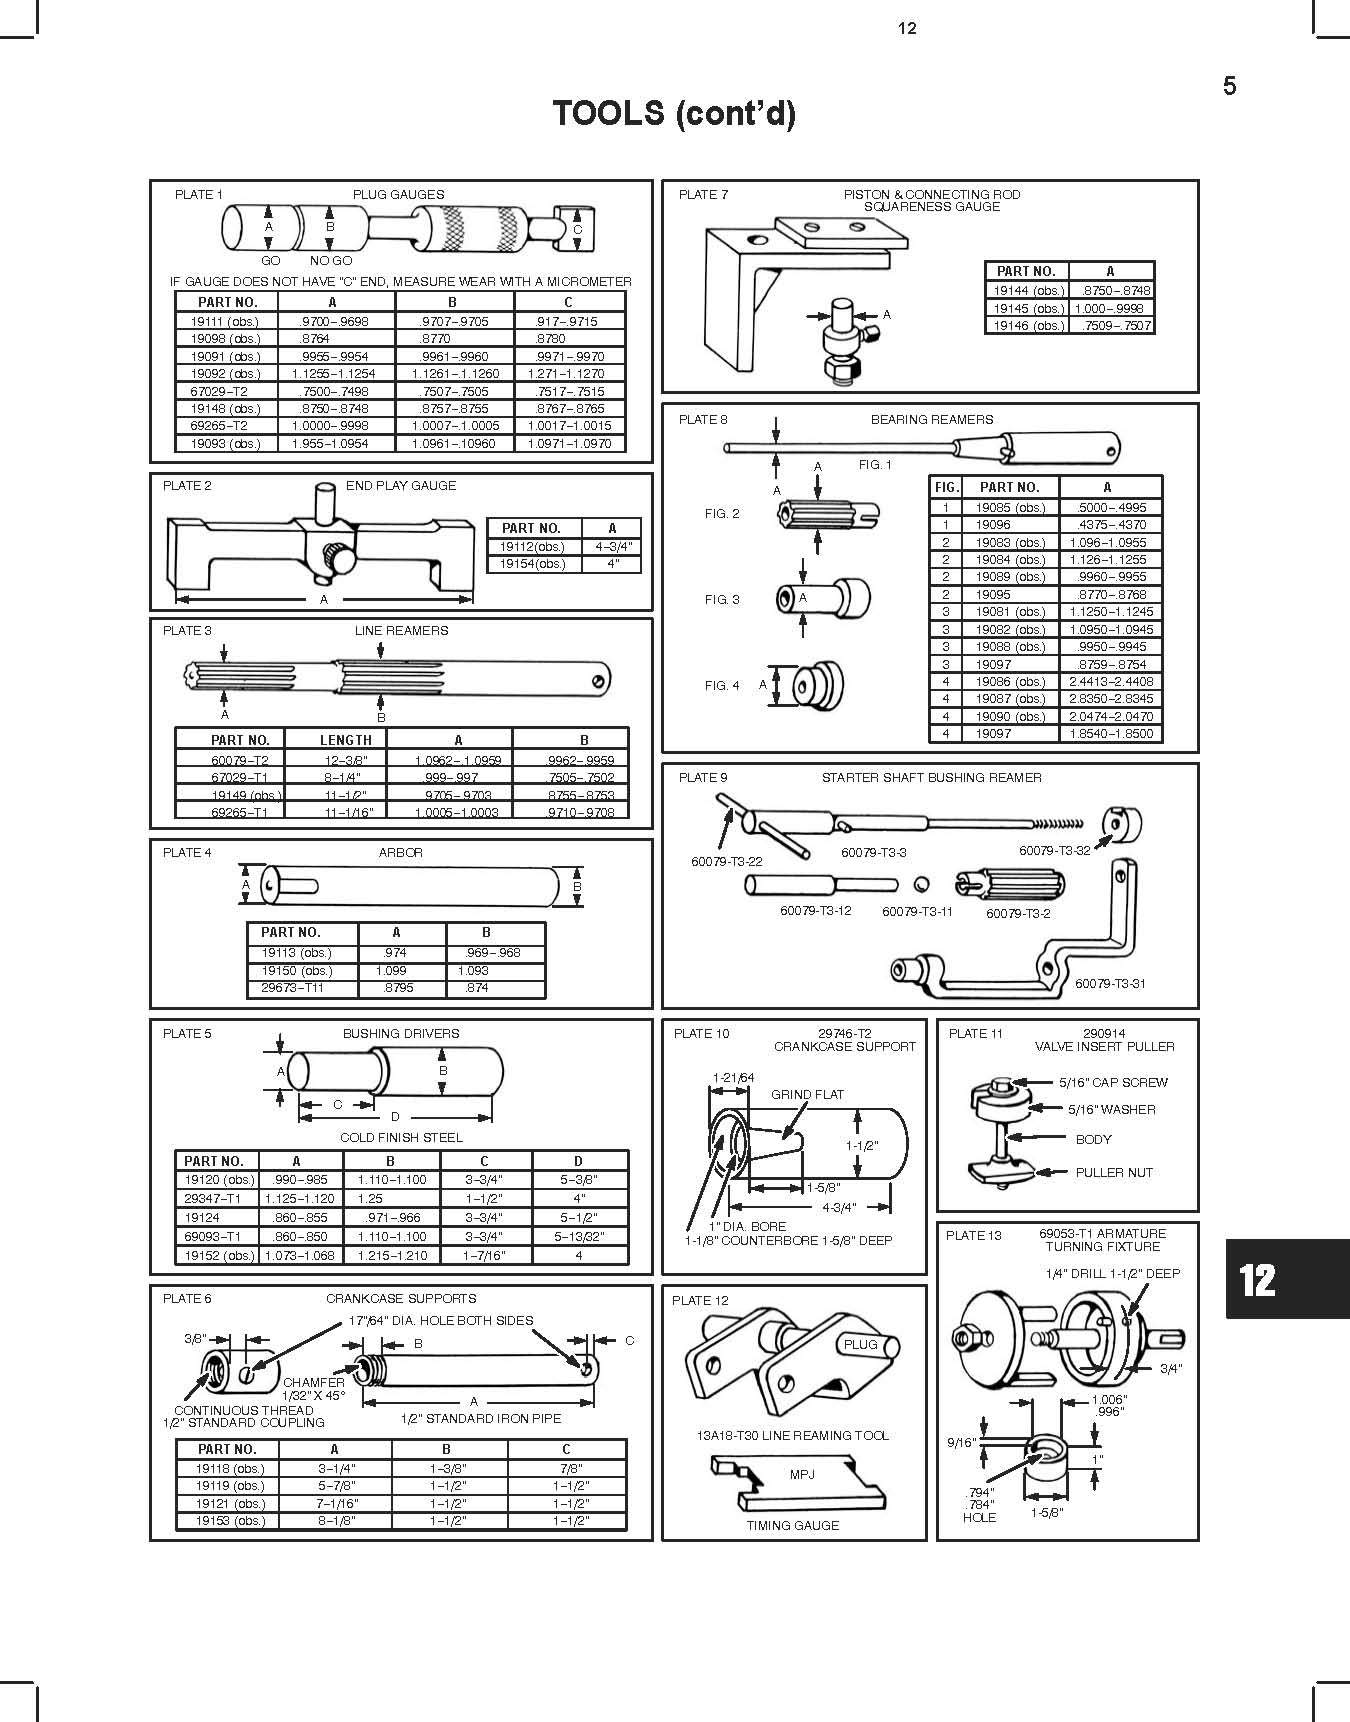 12
5
TOOLS (cont’d)
PLATE 1 PLUG GAUGES
A B C
GO NO GO
IF GAUGE DOES NOT HAVE "C" END, MEASURE WEAR WITH A MICROMETER
PART NO. A B C
19111 (obs.) .9700–.9698 .9707–.9705 .917–.9715
19098 (obs.) .8764 .8770 .8780
19091 (obs.) .9955–.9954 .9961–.9960 .9971–.9970
19092 (obs.) 1.1255–1.1254 1.1261–.1.1260 1.271–1.1270
67029–T2 .7500–.7498 .7507–.7505 .7517–.7515
19148 (obs.) .8750–.8748 .8757–.8755 .8767–.8765
69265–T2 1.0000–.9998 1.0007–.1.0005 1.0017–1.0015
19093 (obs.) 1.955–1.0954 1.0961–.10960 1.0971–1.0970
PLATE 2 END PLAY GAUGE
A
PART NO. A
19112(obs.) 4–3/4"
19154(obs.) 4"
PLATE 3 LINE REAMERS
A B
PART NO. LENGTH A B
60079–T2 12–3/8" 1.0962–.1.0959 .9962–.9959
67029–T1 8–1/4" .999–.997 .7505–.7502
19149 (obs.) 11–1/2" .9705–.9703 .8755–.8753
69265–T1 11–1/16" 1.0005–1.0003 .9710–.9708
PLATE 4 ARBOR
A B
PART NO. A B
19113 (obs.) .974 .969–.968
19150 (obs.) 1.099 1.093
29673–T11 .8795 .874
PLATE 5 BUSHING DRIVERS
A B
C
D
COLD FINISH STEEL
PART NO. A B C D
19120 (obs.) .990–.985 1.110–1.100 3–3/4" 5–3/8"
29347–T1 1.125–1.120 1.25 1–1/2" 4"
19124 .860–.855 .971–.966 3–3/4" 5–1/2"
69093–T1 .860–.850 1.110–1.100 3–3/4" 5–13/32"
19152 (obs.) 1.073–1.068 1.215–1.210 1–7/16" 4
PLATE 6 CRANKCASE SUPPORTS
17"/64" DIA. HOLE BOTH SIDES
3/8" B C
CHAMFER
1/32" X 45°
A
CONTINUOUS THREAD
1/2" STANDARD COUPLING
1/2" STANDARD IRON PIPE
PART NO. A B C
19118 (obs.) 3–1/4" 1–3/8" 7/8"
19119 (obs.) 5–7/8" 1–1/2" 1–1/2"
19121 (obs.) 7–1/16" 1–1/2" 1–1/2"
19153 (obs.) 8–1/8" 1–1/2" 1–1/2"
PLATE 7 PISTON & CONNECTING ROD
SQUARENESS GAUGE
A
PART NO. A
19144 (obs.) .8750–.8748
19145 (obs.) 1.000–.9998
19146 (obs.) .7509–.7507
PLATE 8 BEARING REAMERS
A FIG. 1
A
FIG. 2
FIG. 3 A
FIG. 4 A
FIG. PART NO. A
1 19085 (obs.) .5000–.4995
1 19096 .4375–.4370
2 19083 (obs.) 1.096–1.0955
2 19084 (obs.) 1.126–1.1255
2 19089 (obs.) .9960–.9955
2 19095 .8770–.8768
3 19081 (obs.) 1.1250–1.1245
3 19082 (obs.) 1.0950–1.0945
3 19088 (obs.) .9950–.9945
3 19097 .8759–.8754
4 19086 (obs.) 2.4413–2.4408
4 19087 (obs.) 2.8350–2.8345
4 19090 (obs.) 2.0474–2.0470
4 19097 1.8540–1.8500
PLATE 9 STARTER SHAFT BUSHING REAMER
60079-T3-22 60079-T3-3 60079-T3-32
60079-T3-12 60079-T3-11 60079-T3-2
60079-T3-31
PLATE 10 29746-T2
CRANKCASE SUPPORT
1-21/64
GRIND FLAT
1-1/2"
1-5/8"
4-3/4"
1" DIA. BORE
1-1/8" COUNTERBORE 1-5/8" DEEP
PLATE 11 290914
VALVE INSERT PULLER
5/16" CAP SCREW
5/16" WASHER
BODY
PULLER NUT
PLATE 12
PLUG
13A18-T30 LINE REAMING TOOL
MPJ
TIMING GAUGE
PLATE 13 69053-T1 ARMATURE
TURNING FIXTURE
1/4" DRILL 1-1/2" DEEP
3/4"
1.006"
.996"
9/16"
1"
.794"
.784"
HOLE
1-5/8"
12